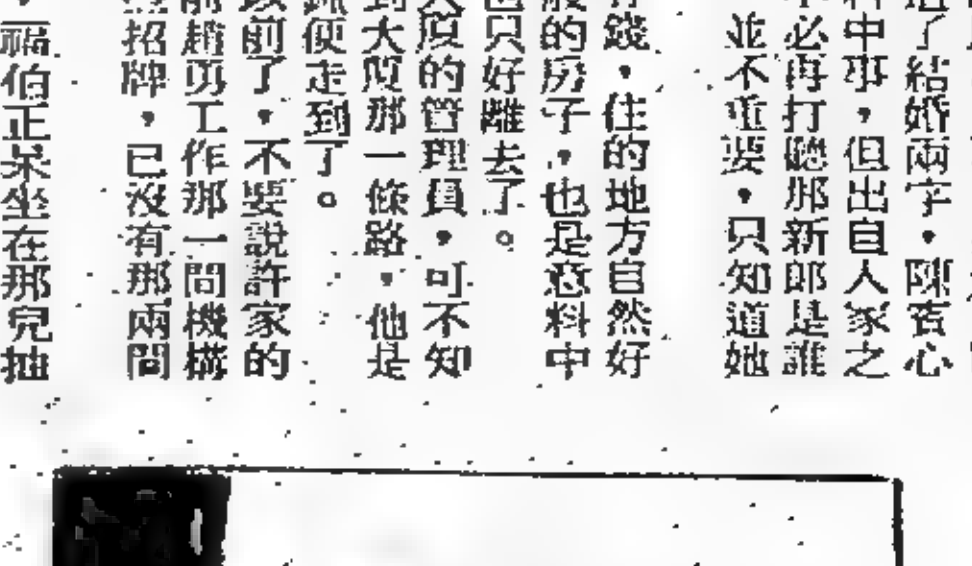 了結婚兩字，陳賓心
料中事，但出自人家之
不必再打聽那新郎是誰
並不重要，只知道她
錢，住的地方自然好
般的房子，也是意料中
也只好離去了。
大廈的管理員，可不知
到大廈那一條路，他是
便走到了。
以前了，不要說許家的
前趙勇工作那一間機構
招牌，已沒有那兩間
，福伯正呆坐在那兒抽